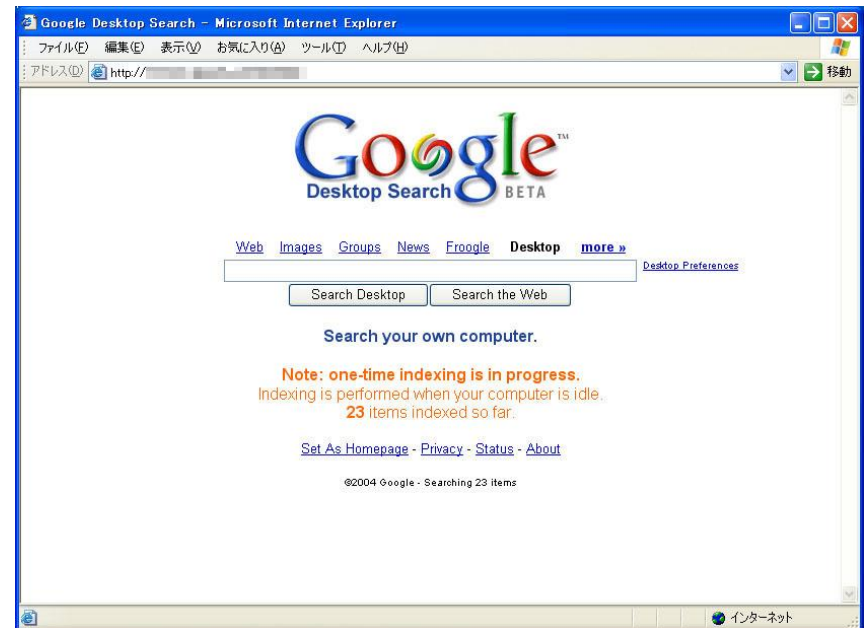 Google Desktop Search - Microsoft Internet Explorer
ファイル(F) 編集(E) 表示(V) お気に入り(A) ツール(T) ヘルプ(H)
アドレス(D) http:// 移動
Google™
Desktop Search BETA
Web Images Groups News Froogle Desktop more »
Desktop Preferences
Search Desktop Search the Web
Search your own computer.
Note: one-time indexing is in progress.
Indexing is performed when your computer is idle.
23 items indexed so far.
Set As Homepage - Privacy - Status - About
©2004 Google - Searching 23 items
インターネット